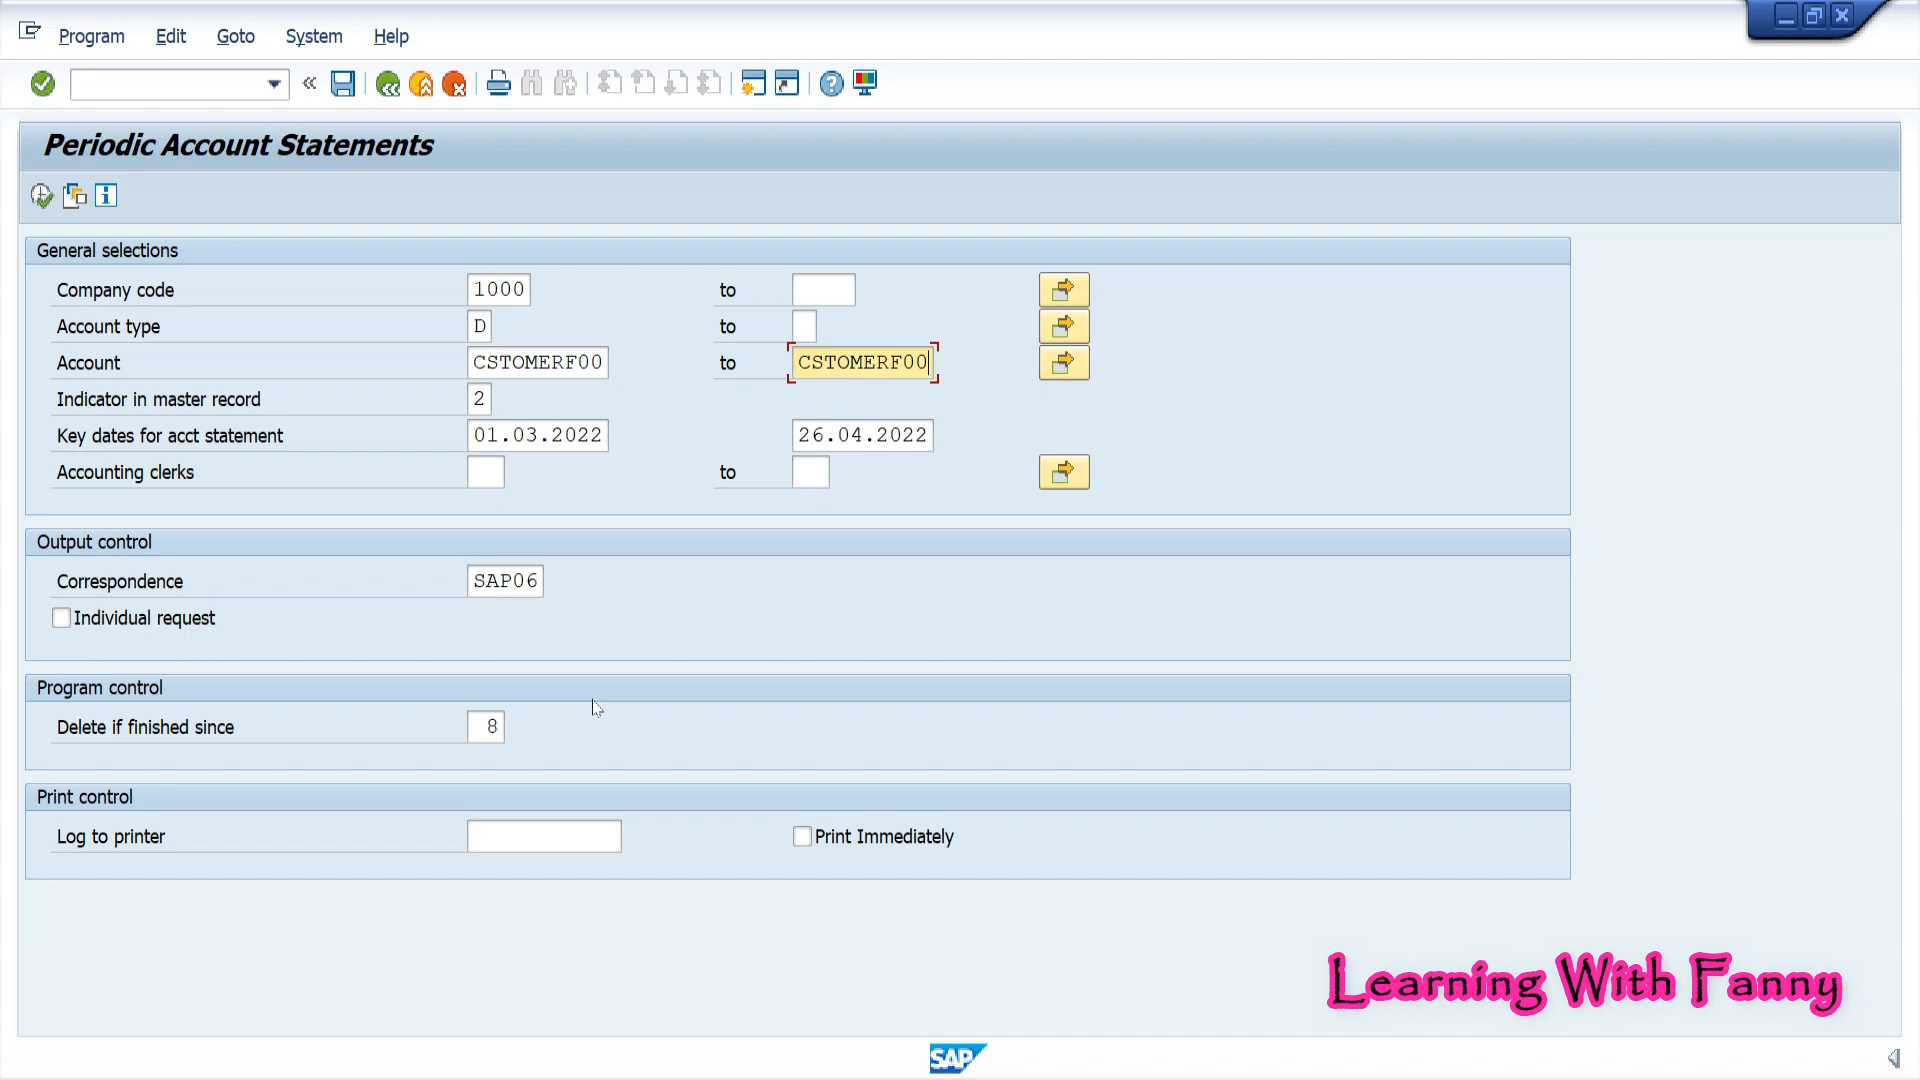 Program Edit Goto System Help
Periodic Account Statements
General selections
Company code 1000 to
Account type D to
Account CSTOMERF00 to CSTOMERF00
Indicator in master record 2
Key dates for acct statement 01.03.2022 26.04.2022
Accounting clerks to
Output control
Correspondence SAP06
Individual request
Program control
Delete if finished since 8
Print control
Log to printer Print Immediately
Learning With Fanny
SAP